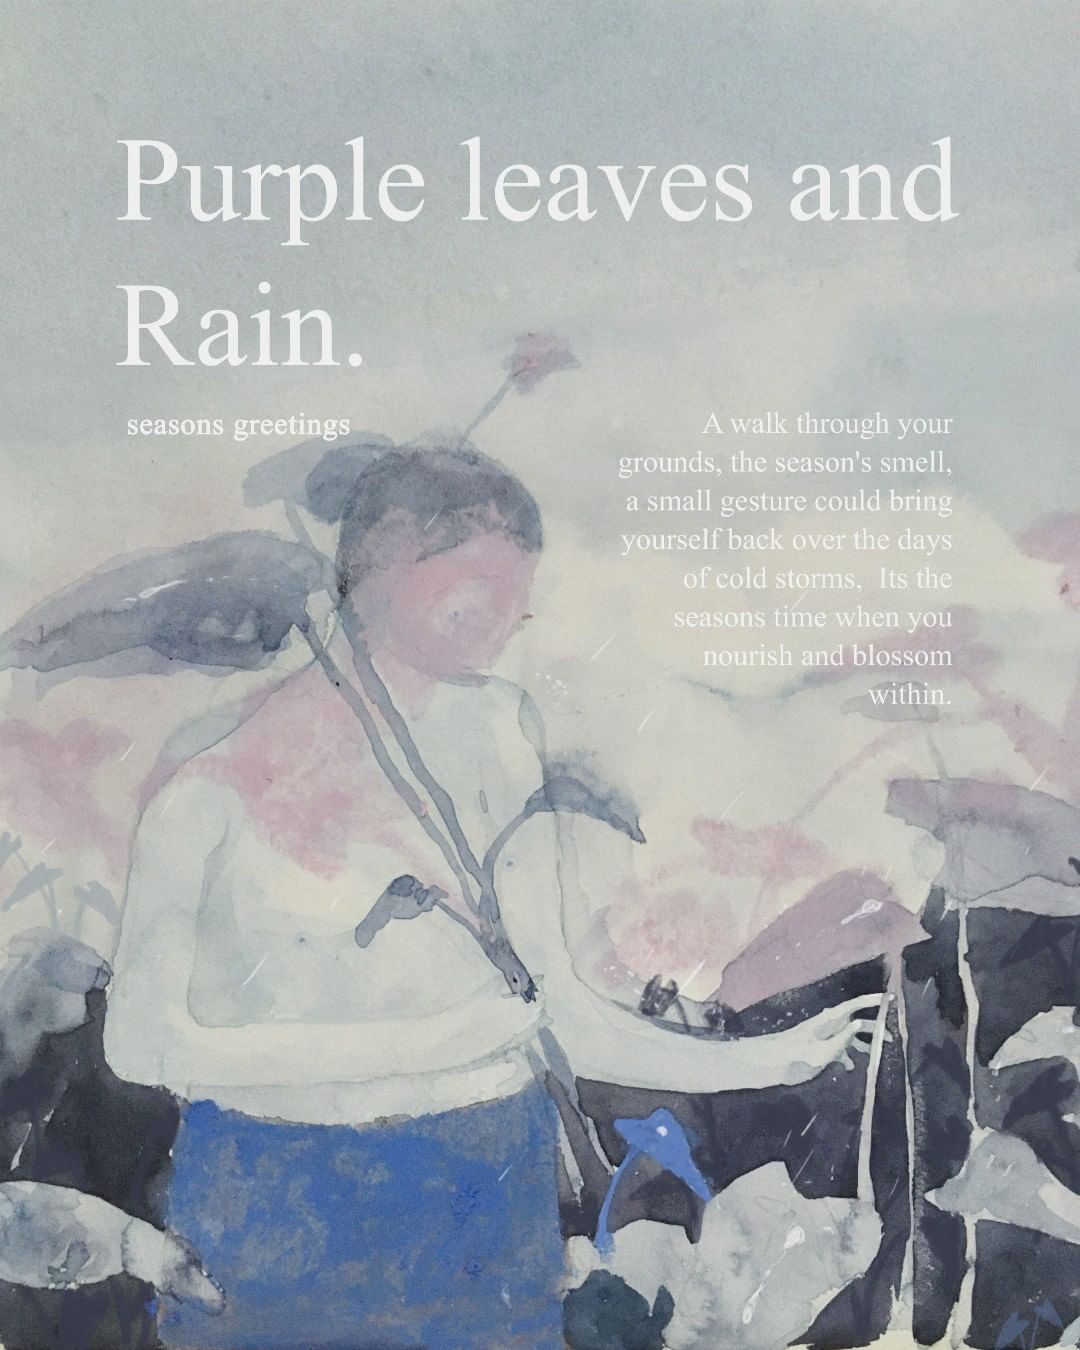 Purple leaves and
Rain.
seasons greetings
A walk through your
grounds, the season's smell,
a small gesture could bring
yourself back over the days
of cold storms,  Its the
seasons time when you
nourish and blossom
within.